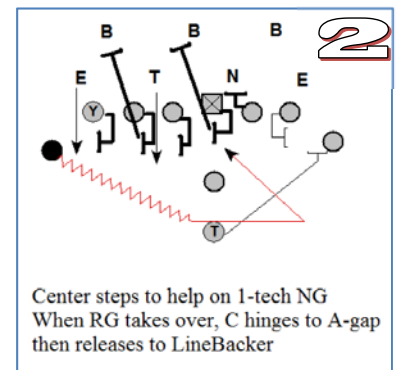 2
B B B
E T N E
Y
T
Center steps to help on 1-tech NG
When RG takes over, C hinges to A-gap
then releases to LineBacker